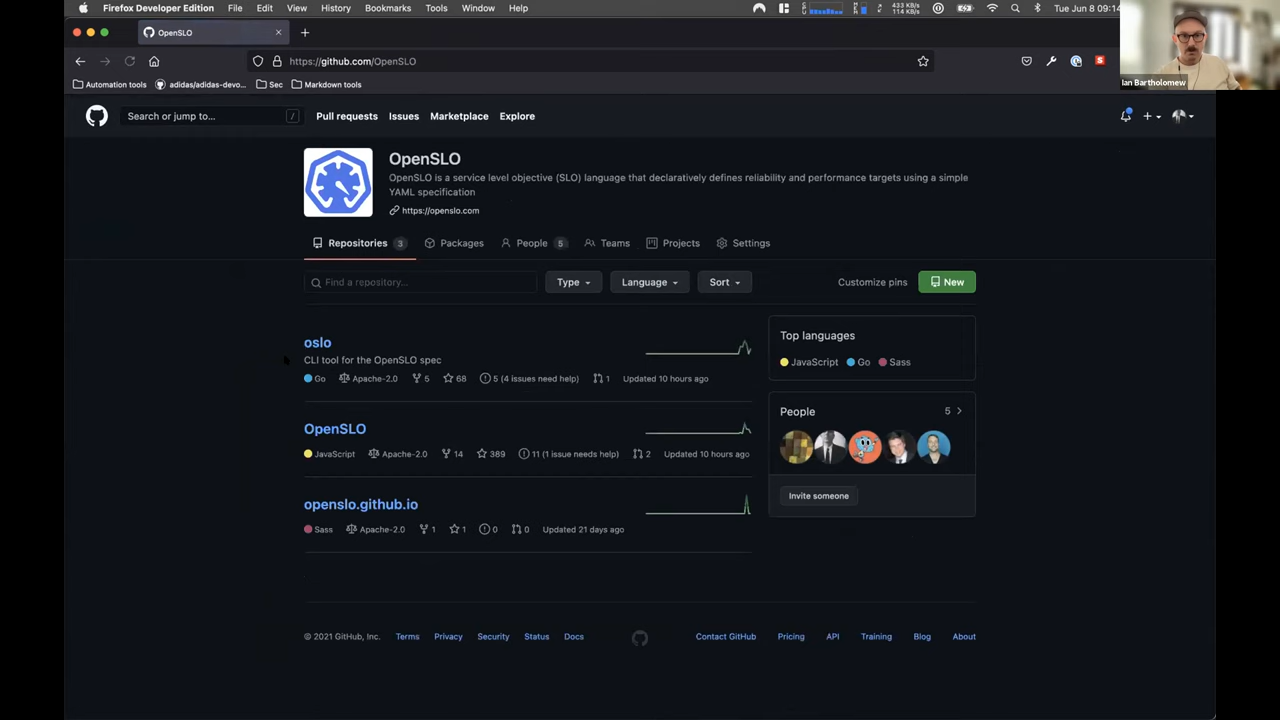 Firefox Developer Edition File Edit View History Bookmarks Tools Window Help
433 KB/s
114 KB/s
Tue Jun 8 09:14
OpenSLO
https://github.com/OpenSLO
Automation tools adidas/adidas-devo... Sec Markdown tools
Ian Bartholomew
Search or jump to... / Pull requests Issues Marketplace Explore
OpenSLO
OpenSLO is a service level objective (SLO) language that declaratively defines reliability and performance targets using a simple
YAML specification
https://openslo.com
Repositories 3 Packages People 5 Teams Projects Settings
Find a repository... Type Language Sort Customize pins New
oslo
CLI tool for the OpenSLO spec
Go Apache-2.0 5 68 5 (4 issues need help) 1 Updated 10 hours ago
OpenSLO
JavaScript Apache-2.0 14 389 11 (1 issue needs help) 2 Updated 10 hours ago
openslo.github.io
Sass Apache-2.0 1 1 0 0 Updated 21 days ago
Top languages
JavaScript Go Sass
People 5
Invite someone
© 2021 GitHub, Inc. Terms Privacy Security Status Docs Contact GitHub Pricing API Training Blog About